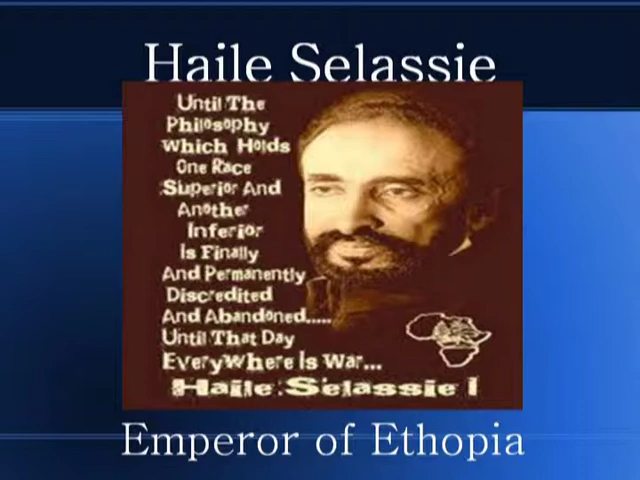 Haile Selassie
Until The
Philosophy
Which Holds
One Race
Superior And
Another
Inferior
Is Finally
And Permanently
Discredited
And Abandoned.....
Until That Day
EveryWhere Is War...
Haile Selassie I
Emperor of Ethopia